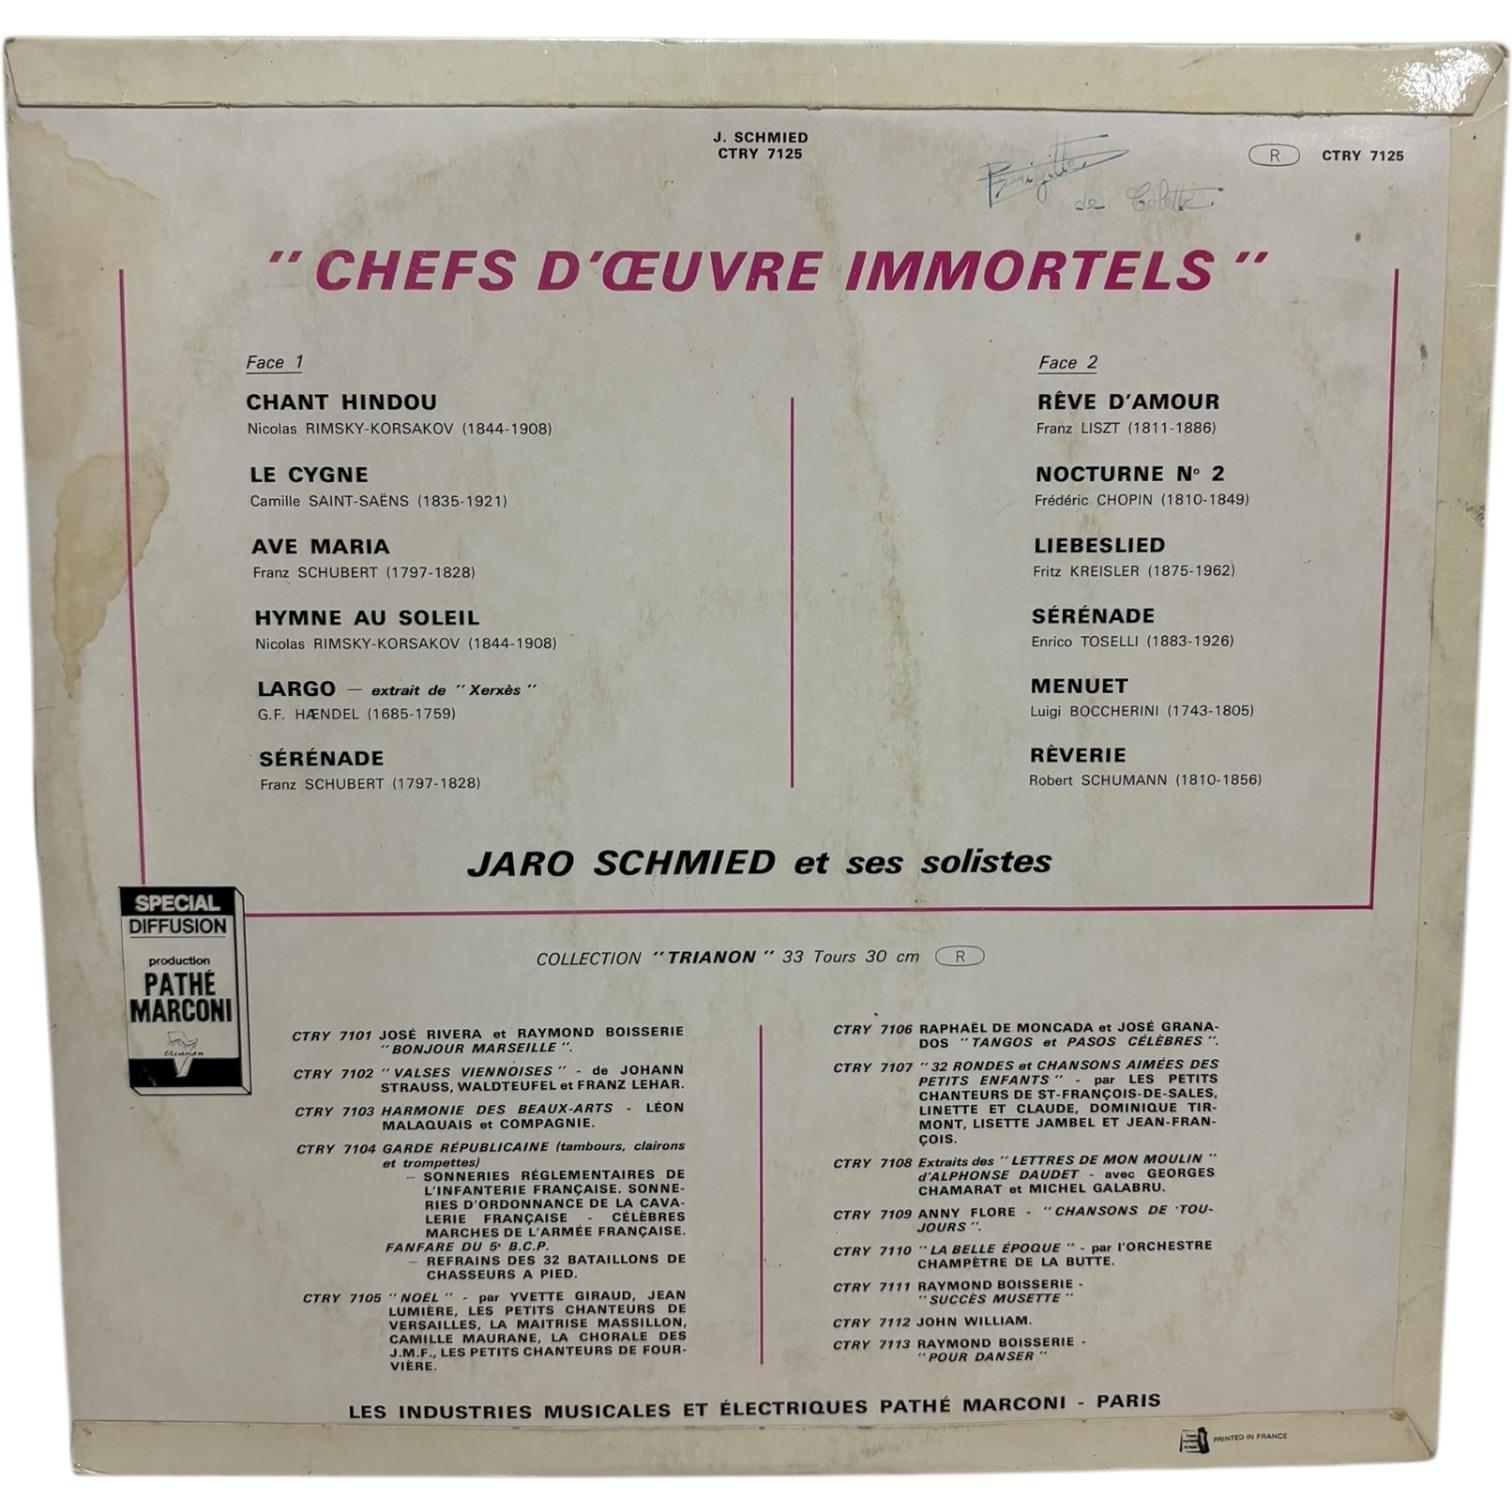 J. SCHMIED
CTRY 7125
R CTRY 7125
Brigitte
de Colette
" CHEFS D'ŒUVRE IMMORTELS "
Face 1
CHANT HINDOU
Nicolas RIMSKY-KORSAKOV (1844-1908)
LE CYGNE
Camille SAINT-SAËNS (1835-1921)
AVE MARIA
Franz SCHUBERT (1797-1828)
HYMNE AU SOLEIL
Nicolas RIMSKY-KORSAKOV (1844-1908)
LARGO — extrait de " Xerxès "
G.F. HÆNDEL (1685-1759)
SÉRÉNADE
Franz SCHUBERT (1797-1828)
Face 2
RÊVE D'AMOUR
Franz LISZT (1811-1886)
NOCTURNE Nº 2
Frédéric CHOPIN (1810-1849)
LIEBESLIED
Fritz KREISLER (1875-1962)
SÉRÉNADE
Enrico TOSELLI (1883-1926)
MENUET
Luigi BOCCHERINI (1743-1805)
RÊVERIE
Robert SCHUMANN (1810-1856)
JARO SCHMIED et ses solistes
SPECIAL
DIFFUSION
production
PATHÉ
MARCONI
trianon
COLLECTION " TRIANON " 33 Tours 30 cm R
CTRY 7101 JOSÉ RIVERA et RAYMOND BOISSERIE
" BONJOUR MARSEILLE ".
CTRY 7102 " VALSES VIENNOISES " - de JOHANN
STRAUSS, WALDTEUFEL et FRANZ LEHAR.
CTRY 7103 HARMONIE DES BEAUX-ARTS - LÉON
MALAQUAIS et COMPAGNIE.
CTRY 7104 GARDE RÉPUBLICAINE (tambours, clairons
et trompettes)
— SONNERIES RÉGLEMENTAIRES DE
L'INFANTERIE FRANÇAISE. SONNE-
RIES D'ORDONNANCE DE LA CAVA-
LERIE FRANÇAISE - CÉLÈBRES
MARCHES DE L'ARMÉE FRANÇAISE.
FANFARE DU 5e B.C.P.
— REFRAINS DES 32 BATAILLONS DE
CHASSEURS A PIED.
CTRY 7105 " NOËL " - par YVETTE GIRAUD, JEAN
LUMIÈRE, LES PETITS CHANTEURS DE
VERSAILLES, LA MAITRISE MASSILLON,
CAMILLE MAURANE, LA CHORALE DES
J.M.F., LES PETITS CHANTEURS DE FOUR-
VIÈRE.
CTRY 7106 RAPHAËL DE MONCADA et JOSÉ GRANA-
DOS " TANGOS et PASOS CÉLÈBRES ".
CTRY 7107 " 32 RONDES et CHANSONS AIMÉES DES
PETITS ENFANTS " - par LES PETITS
CHANTEURS DE ST-FRANÇOIS-DE-SALES,
LINETTE ET CLAUDE, DOMINIQUE TIR-
MONT, LISETTE JAMBEL ET JEAN-FRAN-
ÇOIS.
CTRY 7108 Extraits des " LETTRES DE MON MOULIN "
d'ALPHONSE DAUDET - avec GEORGES
CHAMARAT et MICHEL GALABRU.
CTRY 7109 ANNY FLORE - " CHANSONS DE TOU-
JOURS ".
CTRY 7110 " LA BELLE ÉPOQUE " - par l'ORCHESTRE
CHAMPÈTRE DE LA BUTTE.
CTRY 7111 RAYMOND BOISSERIE -
" SUCCÈS MUSETTE "
CTRY 7112 JOHN WILLIAM.
CTRY 7113 RAYMOND BOISSERIE -
" POUR DANSER "
LES INDUSTRIES MUSICALES ET ÉLECTRIQUES PATHÉ MARCONI - PARIS
PRINTED IN FRANCE